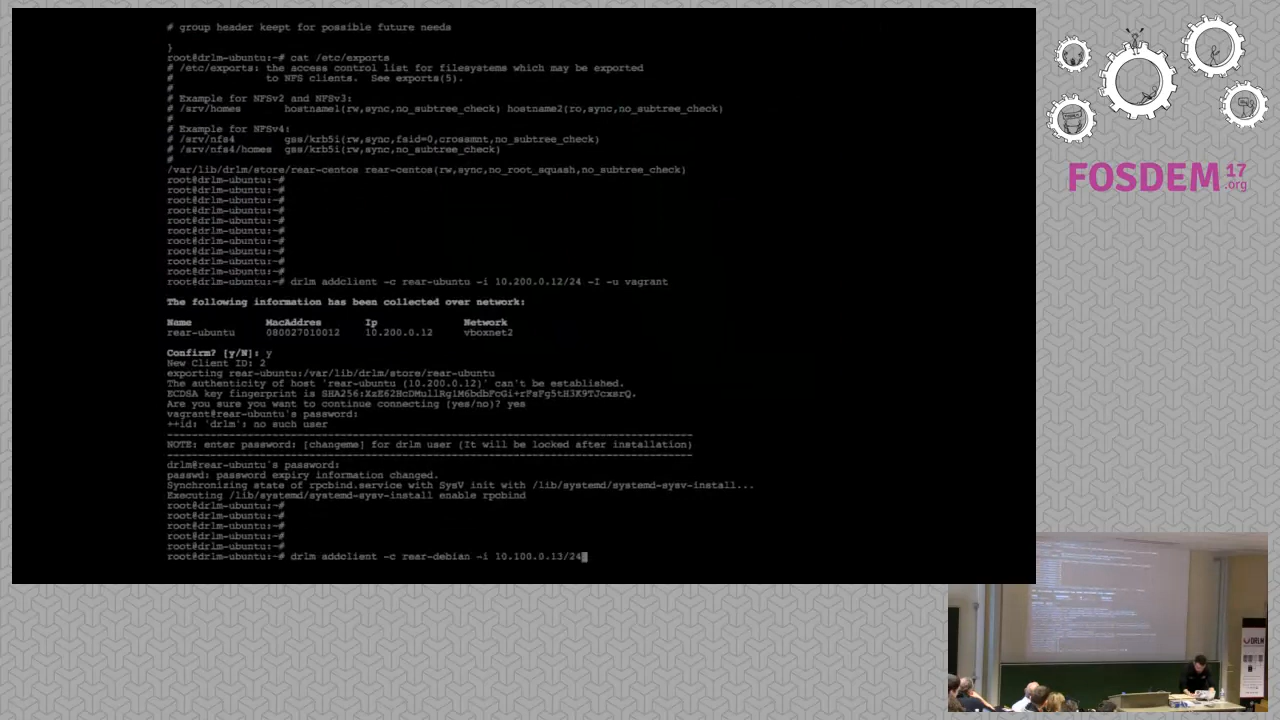 # group header keept for possible future needs
}
root@drlm-ubuntu:~# cat /etc/exports
# /etc/exports: the access control list for filesystems which may be exported
#               to NFS clients.  See exports(5).
#
# Example for NFSv2 and NFSv3:
# /srv/homes       hostname1(rw,sync,no_subtree_check) hostname2(ro,sync,no_subtree_check)
#
# Example for NFSv4:
# /srv/nfs4        gss/krb5i(rw,sync,fsid=0,crossmnt,no_subtree_check)
# /srv/nfs4/homes  gss/krb5i(rw,sync,no_subtree_check)
#
/var/lib/drlm/store/rear-centos rear-centos(rw,sync,no_root_squash,no_subtree_check)
root@drlm-ubuntu:~#
root@drlm-ubuntu:~#
root@drlm-ubuntu:~#
root@drlm-ubuntu:~#
root@drlm-ubuntu:~#
root@drlm-ubuntu:~#
root@drlm-ubuntu:~#
root@drlm-ubuntu:~#
root@drlm-ubuntu:~#
root@drlm-ubuntu:~#
root@drlm-ubuntu:~# drlm addclient -c rear-ubuntu -i 10.200.0.12/24 -I -u vagrant
The following information has been collected over network:
Name MacAddres Ip Network
rear-ubuntu 080027010012 10.200.0.12 vboxnet2
Confirm? [y/N]: y
New Client ID: 2
exporting rear-ubuntu:/var/lib/drlm/store/rear-ubuntu
The authenticity of host 'rear-ubuntu (10.200.0.12)' can't be established.
ECDSA key fingerprint is SHA256:XzE62HcDMullRgiM6bdbFcGi+rFsFg5tH3K9TJcxsrQ.
Are you sure you want to continue connecting (yes/no)? yes
vagrant@rear-ubuntu's password:
++id: 'drlm': no such user
NOTE: enter password: [changeme] for drlm user (It will be locked after installation)
drlm@rear-ubuntu's password:
passwd: password expiry information changed.
Synchronizing state of rpcbind.service with SysV init with /lib/systemd/systemd-sysv-install...
Executing /lib/systemd/systemd-sysv-install enable rpcbind
root@drlm-ubuntu:~#
root@drlm-ubuntu:~#
root@drlm-ubuntu:~#
root@drlm-ubuntu:~#
root@drlm-ubuntu:~#
root@drlm-ubuntu:~# drlm addclient -c rear-debian -i 10.100.0.13/24
FOSDEM 17
.org
DRLM